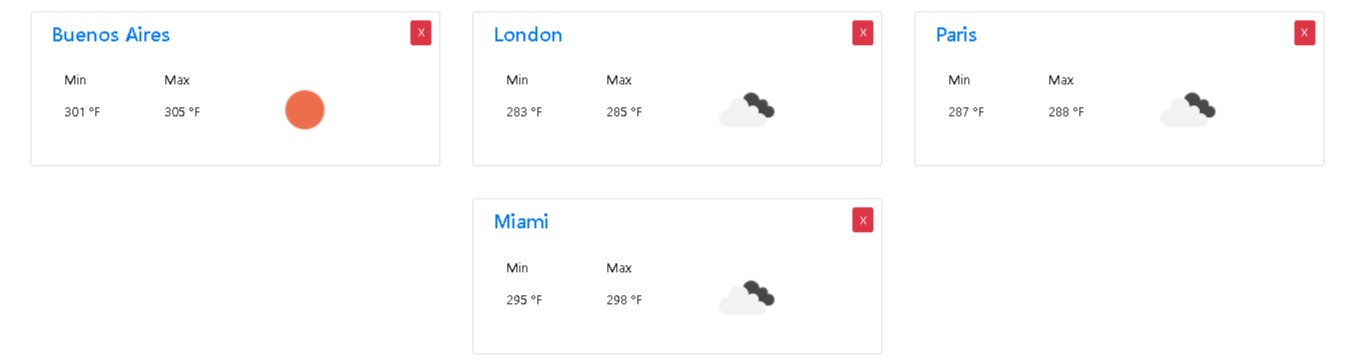 Buenos Aires X
Min Max
301 °F 305 °F
London X
Min Max
283 °F 285 °F
Paris X
Min Max
287 °F 288 °F
Miami X
Min Max
295 °F 298 °F